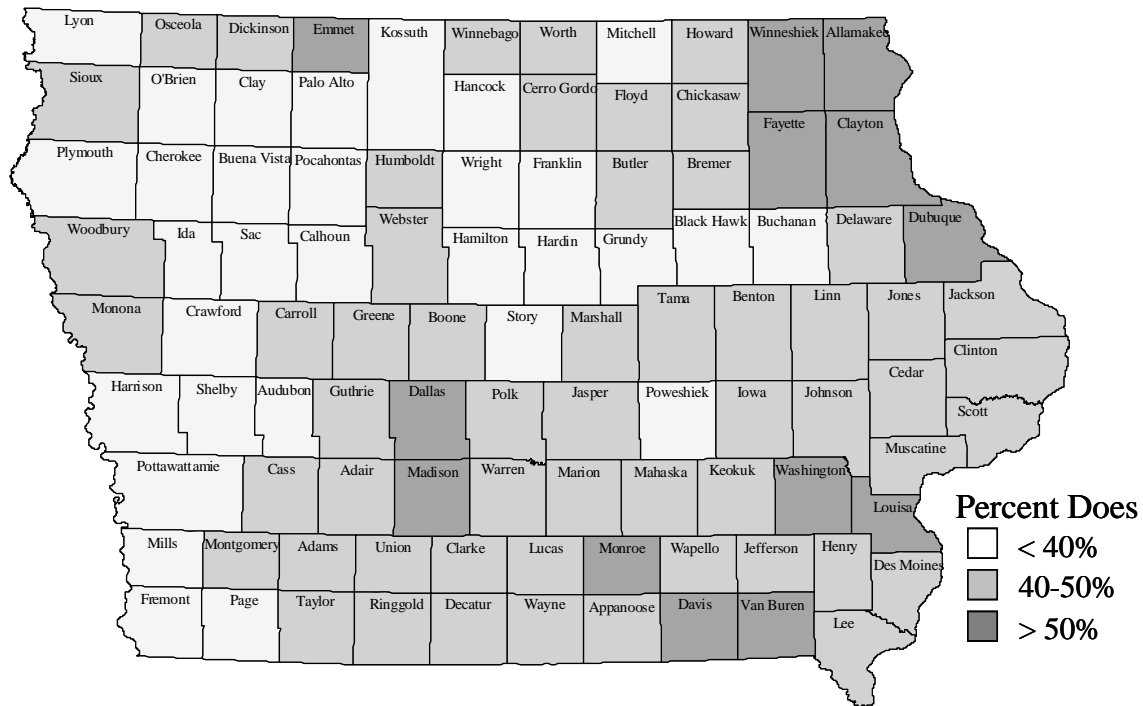 Lyon Osceola Dickinson Emmet Kossuth Winnebago Worth Mitchell Howard Winneshiek Allamakee
Sioux O'Brien Clay Palo Alto Hancock Cerro Gordo Floyd Chickasaw
Fayette Clayton
Plymouth Cherokee Buena Vista Pocahontas Humboldt Wright Franklin Butler Bremer
Woodbury Ida Sac Calhoun Webster Hamilton Hardin Grundy Black Hawk Buchanan Delaware Dubuque
Monona Crawford Carroll Greene Boone Story Marshall Tama Benton Linn Jones Jackson
Clinton
Harrison Shelby Audubon Guthrie Dallas Polk Jasper Poweshiek Iowa Johnson Cedar
Scott
Muscatine
Pottawattamie Cass Adair Madison Warren Marion Mahaska Keokuk Washington
Louisa
Mills Montgomery Adams Union Clarke Lucas Monroe Wapello Jefferson Henry
Des Moines
Fremont Page Taylor Ringgold Decatur Wayne Appanoose Davis Van Buren
Lee
Percent Does
< 40%
40-50%
> 50%